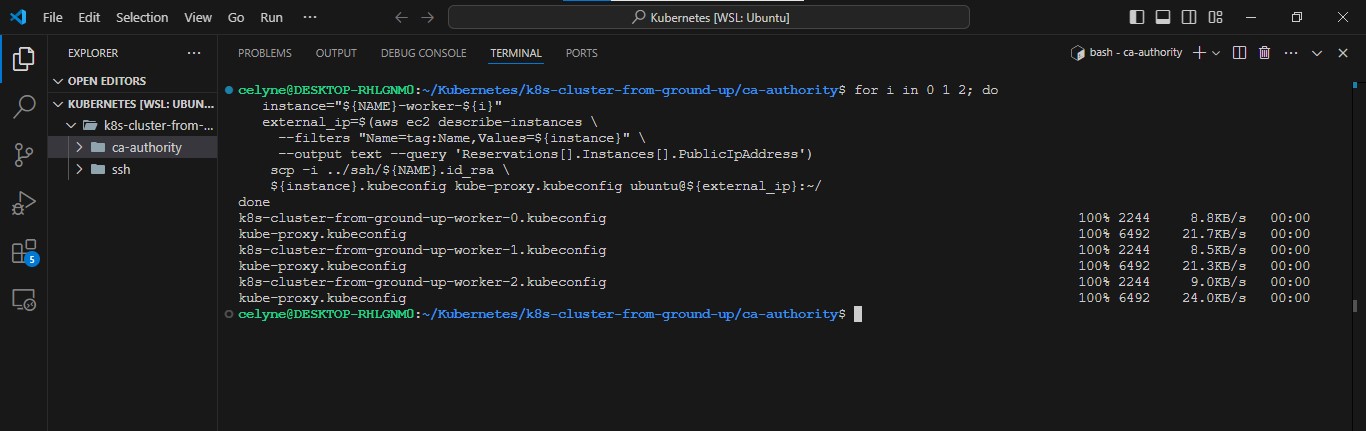 File Edit Selection View Go Run ···
Kubernetes [WSL: Ubuntu]
EXPLORER ···
OPEN EDITORS
KUBERNETES [WSL: UBUN...
k8s-cluster-from-...
ca-authority
ssh
5
PROBLEMS OUTPUT DEBUG CONSOLE TERMINAL PORTS
bash - ca-authority
celyne@DESKTOP-RHLGNM0:~/Kubernetes/k8s-cluster-from-ground-up/ca-authority$ for i in 0 1 2; do
instance="${NAME}-worker-${i}"
external_ip=$(aws ec2 describe-instances \
--filters "Name=tag:Name,Values=${instance}" \
--output text --query 'Reservations[].Instances[].PublicIpAddress')
scp -i ../ssh/${NAME}.id_rsa \
${instance}.kubeconfig kube-proxy.kubeconfig ubuntu@${external_ip}:~/
done
k8s-cluster-from-ground-up-worker-0.kubeconfig 100% 2244 8.8KB/s 00:00
kube-proxy.kubeconfig 100% 6492 21.7KB/s 00:00
k8s-cluster-from-ground-up-worker-1.kubeconfig 100% 2244 8.5KB/s 00:00
kube-proxy.kubeconfig 100% 6492 21.3KB/s 00:00
k8s-cluster-from-ground-up-worker-2.kubeconfig 100% 2244 9.0KB/s 00:00
kube-proxy.kubeconfig 100% 6492 24.0KB/s 00:00
celyne@DESKTOP-RHLGNM0:~/Kubernetes/k8s-cluster-from-ground-up/ca-authority$